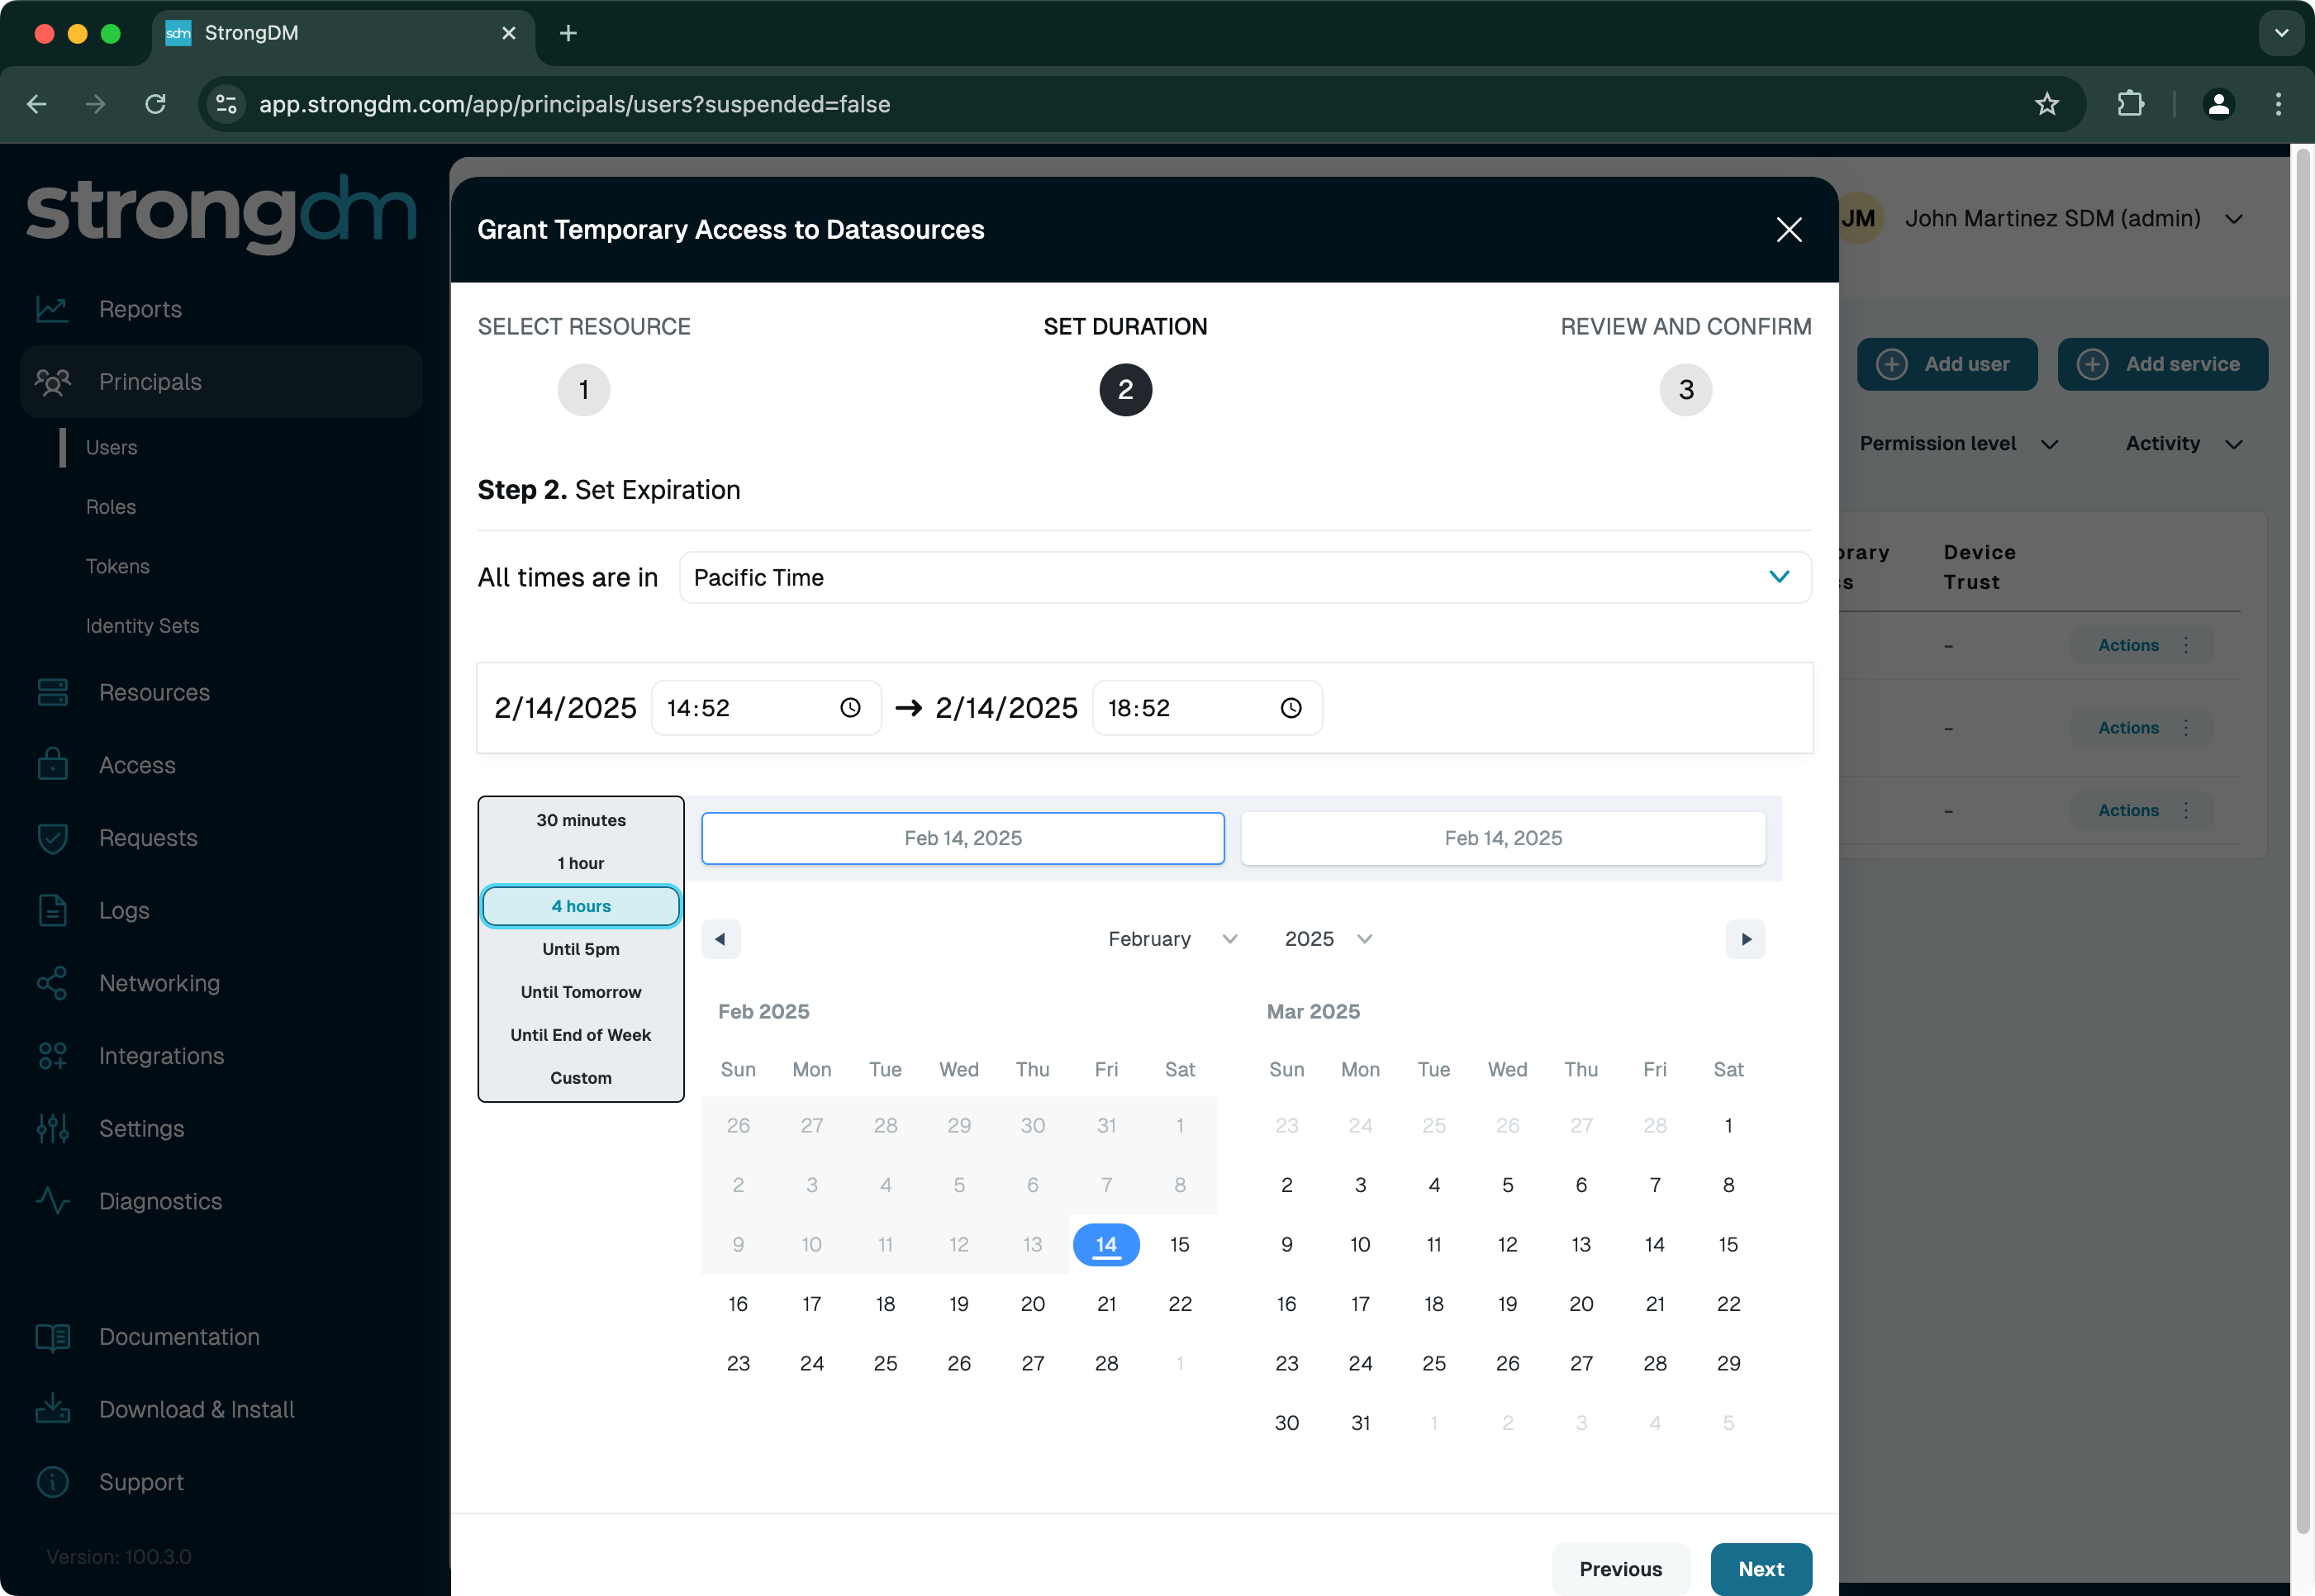 sdm StrongDM
app.strongdm.com/app/principals/users?suspended=false
strongdm
Reports
Principals
Users
Roles
Tokens
Identity Sets
Resources
Access
Requests
Logs
Networking
Integrations
Settings
Diagnostics
Documentation
Download & Install
Support
Version: 100.3.0
JM John Martinez SDM (admin)
Add user Add service
Permission level Activity
Device
Trust
- Actions
- Actions
- Actions
Grant Temporary Access to Datasources
SELECT RESOURCE SET DURATION REVIEW AND CONFIRM
1 2 3
Step 2. Set Expiration
All times are in Pacific Time
2/14/2025 14:52 → 2/14/2025 18:52
30 minutes
1 hour
4 hours
Until 5pm
Until Tomorrow
Until End of Week
Custom
Feb 14, 2025 Feb 14, 2025
February 2025
Feb 2025
Sun Mon Tue Wed Thu Fri Sat
26 27 28 29 30 31 1
2 3 4 5 6 7 8
9 10 11 12 13 14 15
16 17 18 19 20 21 22
23 24 25 26 27 28 1
Mar 2025
Sun Mon Tue Wed Thu Fri Sat
23 24 25 26 27 28 1
2 3 4 5 6 7 8
9 10 11 12 13 14 15
16 17 18 19 20 21 22
23 24 25 26 27 28 29
30 31 1 2 3 4 5
Previous Next